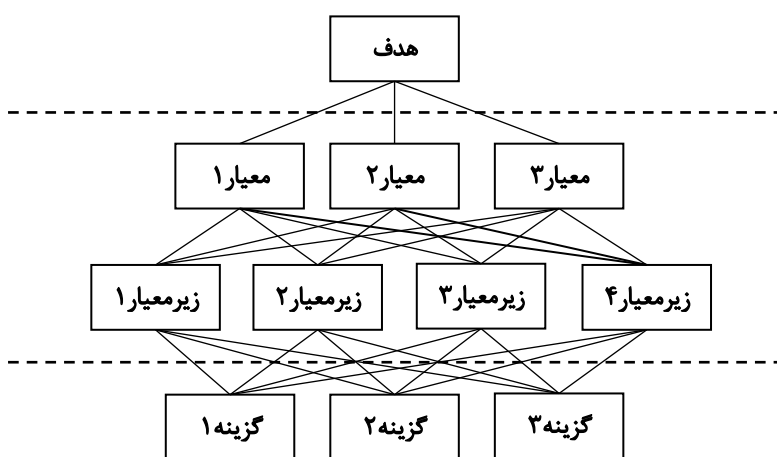 هدف
معیار۱
معیار۲
معیار۳
زیرمعیار۱
زیرمعیار۲
زیرمعیار۳
زیرمعیار۴
گزینه۱
گزینه۲
گزینه۳